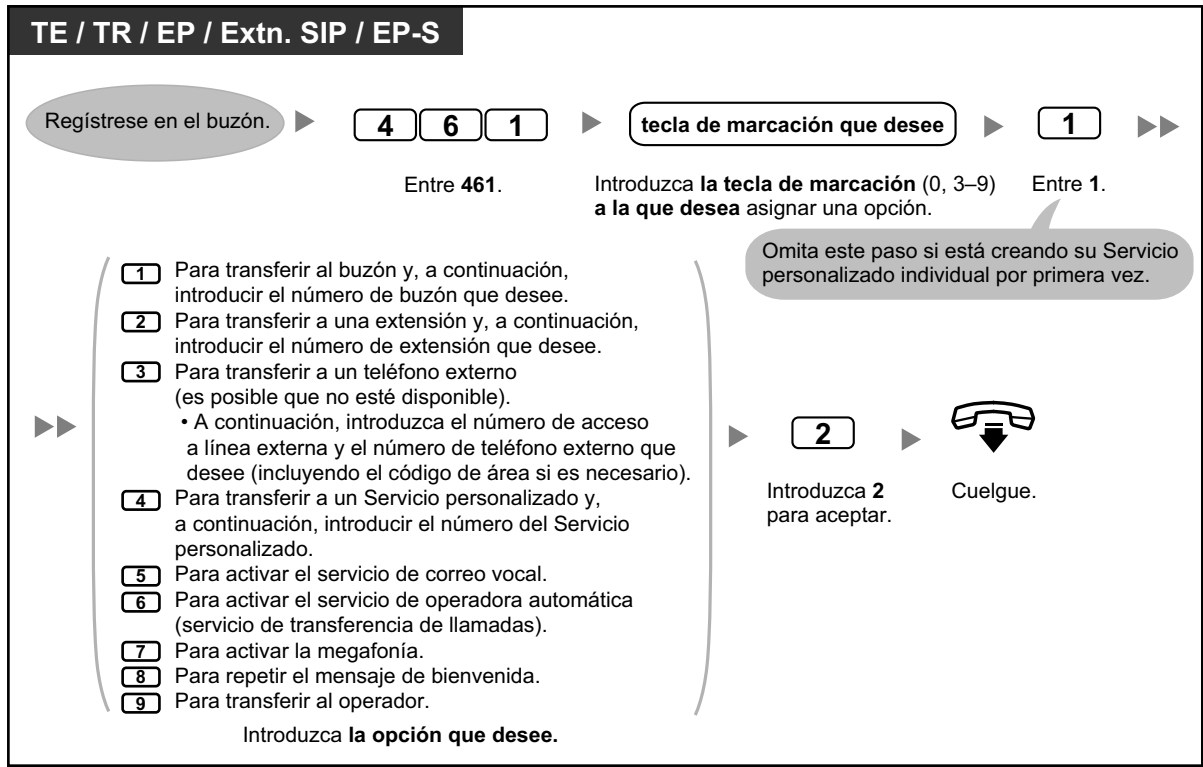 TE / TR / EP / Extn. SIP / EP-S
Regístrese en el buzón.
4 6 1
tecla de marcación que desee
1
Entre 461.
Introduzca la tecla de marcación (0, 3–9)
a la que desea asignar una opción.
Entre 1.
Omita este paso si está creando su Servicio
personalizado individual por primera vez.
1 Para transferir al buzón y, a continuación,
introducir el número de buzón que desee.
2 Para transferir a una extensión y, a continuación,
introducir el número de extensión que desee.
3 Para transferir a un teléfono externo
(es posible que no esté disponible).
• A continuación, introduzca el número de acceso
a línea externa y el número de teléfono externo que
desee (incluyendo el código de área si es necesario).
4 Para transferir a un Servicio personalizado y,
a continuación, introducir el número del Servicio
personalizado.
5 Para activar el servicio de correo vocal.
6 Para activar el servicio de operadora automática
(servicio de transferencia de llamadas).
7 Para activar la megafonía.
8 Para repetir el mensaje de bienvenida.
9 Para transferir al operador.
Introduzca la opción que desee.
2
Introduzca 2
para aceptar.
Cuelgue.